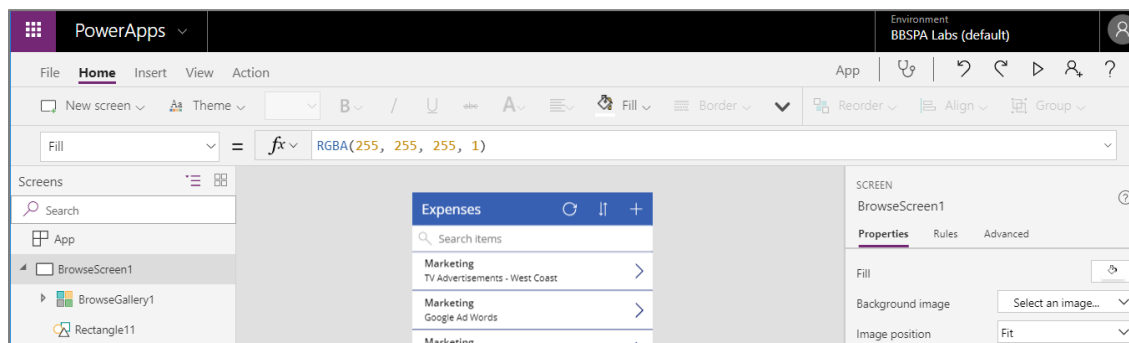 PowerApps
Environment
BBSPA Labs (default)
File Home Insert View Action
App
?
New screen
Aa Theme
B / U abc A
Fill
Border
Reorder
Align
Group
Fill
=
fx
RGBA(255, 255, 255, 1)
Screens
Search
App
BrowseScreen1
BrowseGallery1
Rectangle11
Expenses
Search items
Marketing
TV Advertisements - West Coast
Marketing
Google Ad Words
Marketing
SCREEN
BrowseScreen1
?
Properties Rules Advanced
Fill
Background image
Select an image...
Image position
Fit